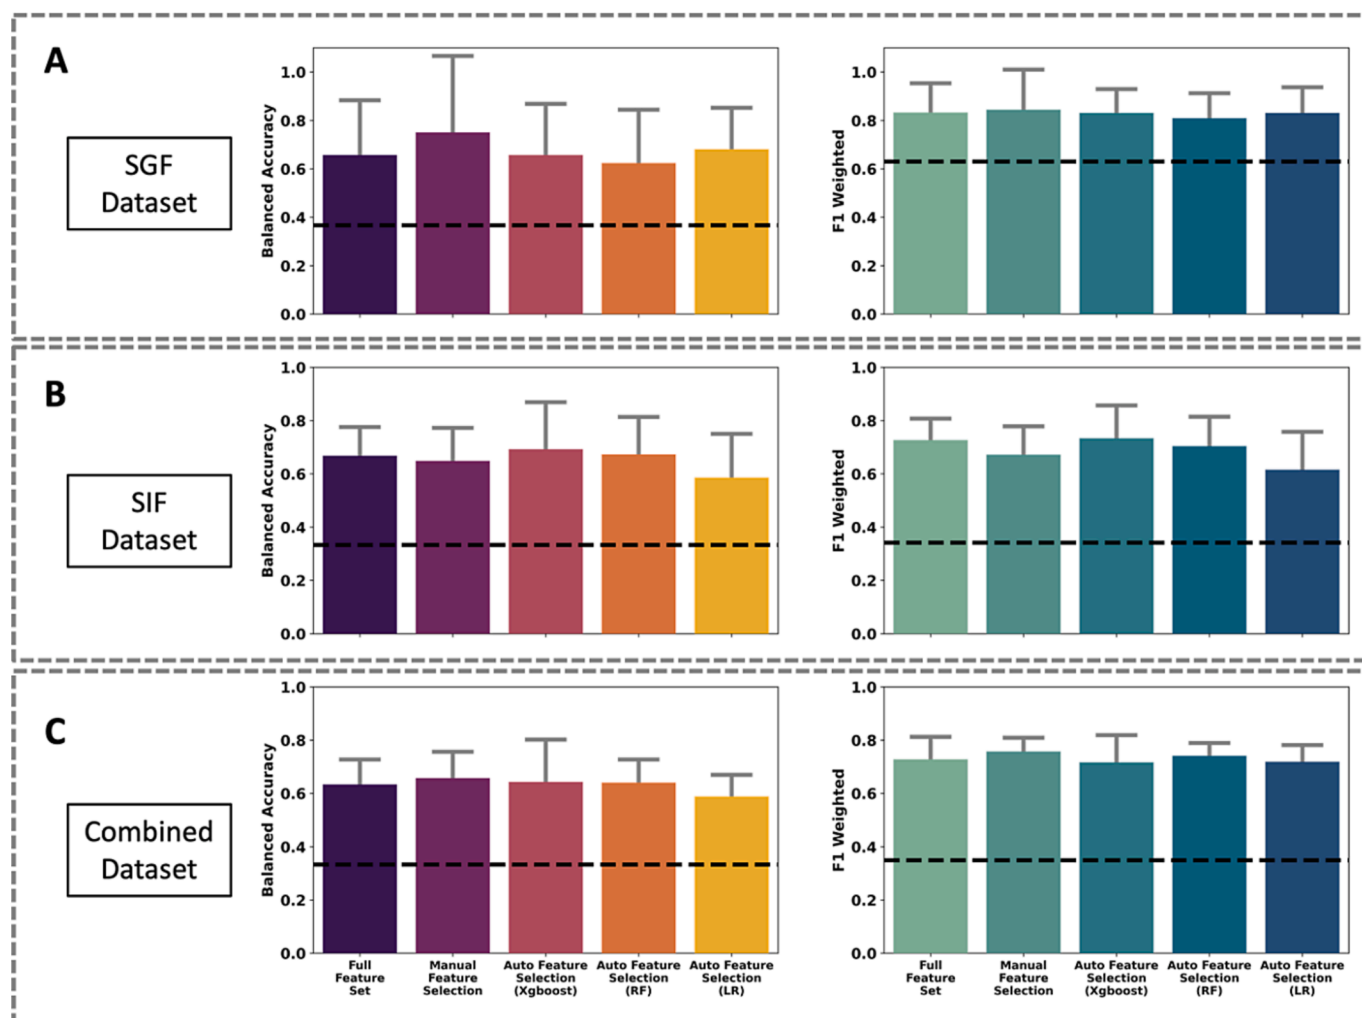 A
SGF
Dataset
Balanced Accuracy
1.0
0.8
0.6
0.4
0.2
0.0
F1 Weighted
1.0
0.8
0.6
0.4
0.2
0.0
B
SIF
Dataset
Balanced Accuracy
1.0
0.8
0.6
0.4
0.2
0.0
F1 Weighted
1.0
0.8
0.6
0.4
0.2
0.0
C
Combined
Dataset
Balanced Accuracy
1.0
0.8
0.6
0.4
0.2
0.0
Full
Feature
Set
Manual
Feature
Selection
Auto Feature
Selection
(Xgboost)
Auto Feature
Selection
(RF)
Auto Feature
Selection
(LR)
F1 Weighted
1.0
0.8
0.6
0.4
0.2
0.0
Full
Feature
Set
Manual
Feature
Selection
Auto Feature
Selection
(Xgboost)
Auto Feature
Selection
(RF)
Auto Feature
Selection
(LR)